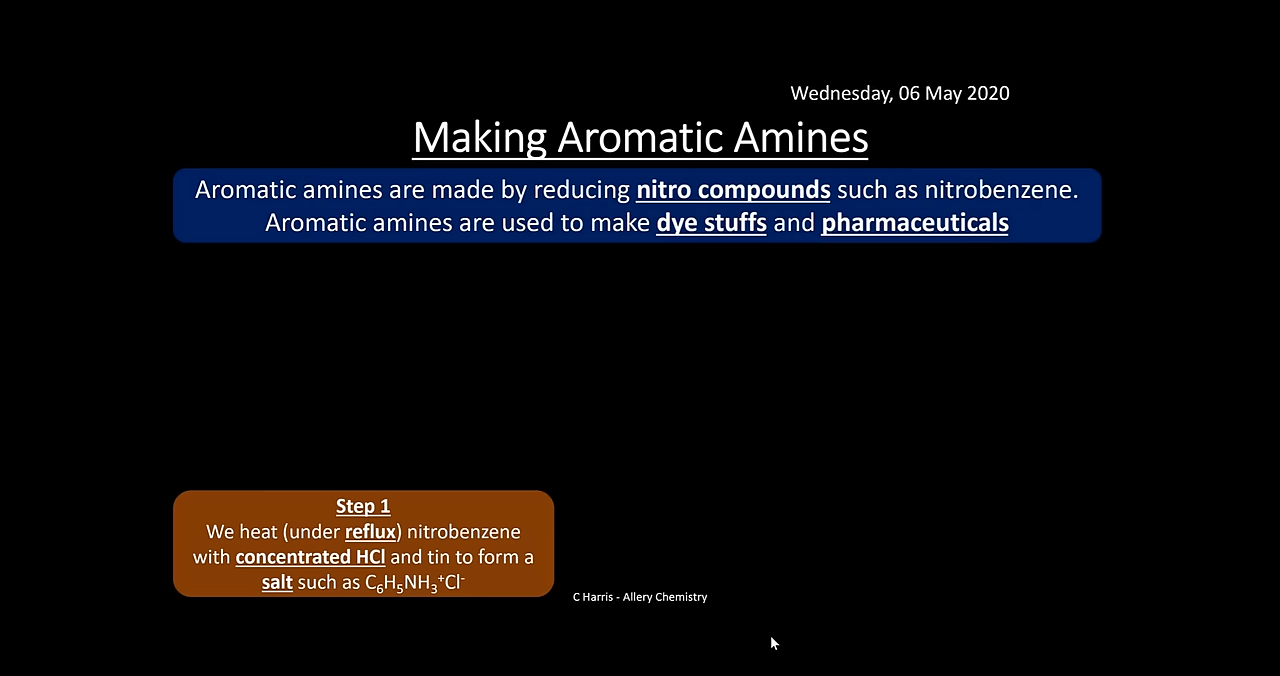 Wednesday, 06 May 2020
Making Aromatic Amines
Aromatic amines are made by reducing nitro compounds such as nitrobenzene.
Aromatic amines are used to make dye stuffs and pharmaceuticals
Step 1
We heat (under reflux) nitrobenzene
with concentrated HCl and tin to form a
salt such as C₆H₅NH₃⁺Cl⁻
C Harris - Allery Chemistry